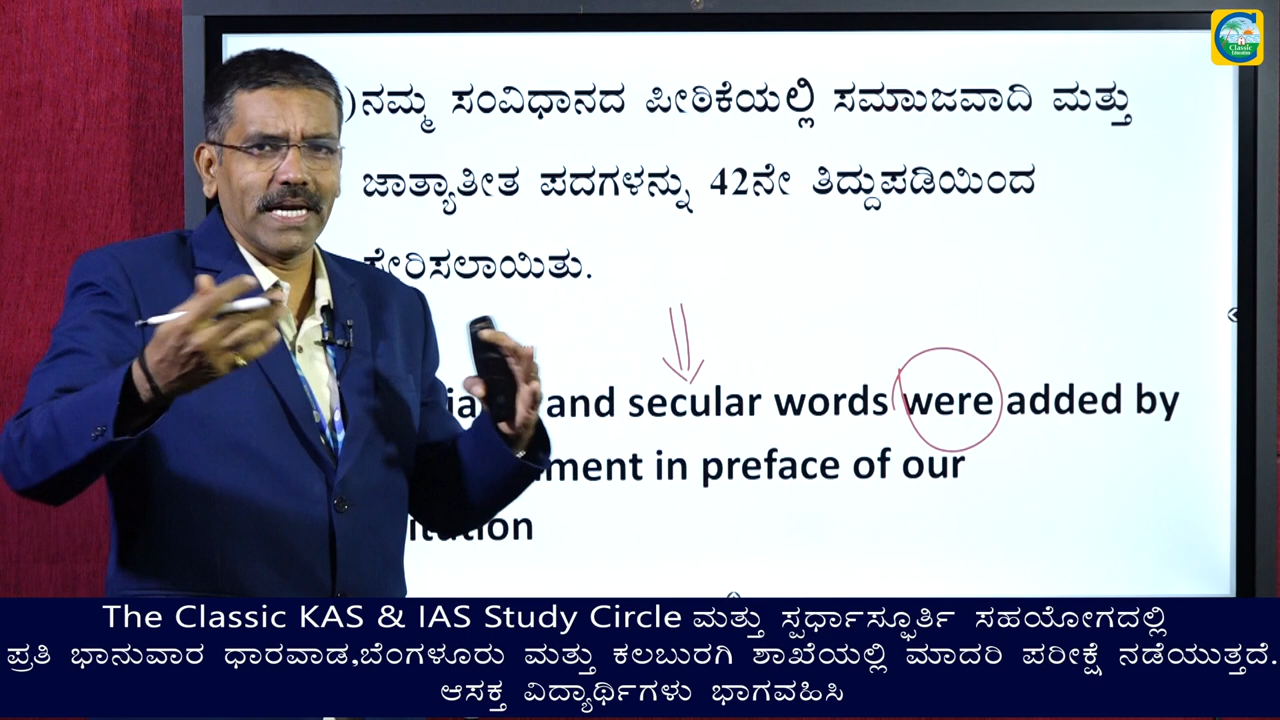 Classic
Education
)ನಮ್ಮ ಸಂವಿಧಾನದ ಪೀಠಿಕೆಯಲ್ಲಿ ಸಮಾಜವಾದಿ ಮತ್ತು
ಜಾತ್ಯಾತೀತ ಪದಗಳನ್ನು 42ನೇ ತಿದ್ದುಪಡಿಯಿಂದ
ಸೇರಿಸಲಾಯಿತು.
and secular words were added by
in preface of our
The Classic KAS & IAS Study Circle ಮತ್ತು ಸ್ಪರ್ಧಾಸ್ಫೂರ್ತಿ ಸಹಯೋಗದಲ್ಲಿ
ಪ್ರತಿ ಭಾನುವಾರ ಧಾರವಾಡ,ಬೆಂಗಳೂರು ಮತ್ತು ಕಲಬುರಗಿ ಶಾಖೆಯಲ್ಲಿ ಮಾದರಿ ಪರೀಕ್ಷೆ ನಡೆಯುತ್ತದೆ.
ಆಸಕ್ತ ವಿದ್ಯಾರ್ಥಿಗಳು ಭಾಗವಹಿಸಿ